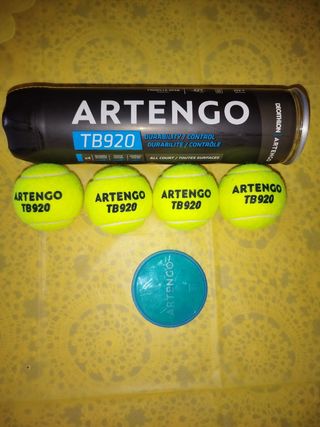 ARTENGO
TB920
DURABILITY / CONTROL
DURABILITÉ / CONTRÔLE
ALL COURT / TOUTES SURFACES
DECATHLON
ARTENGO
ARTENGO
TB920
ARTENGO
TB920
ARTENGO
TB920
ARTENGO
TB920
ARTENGO